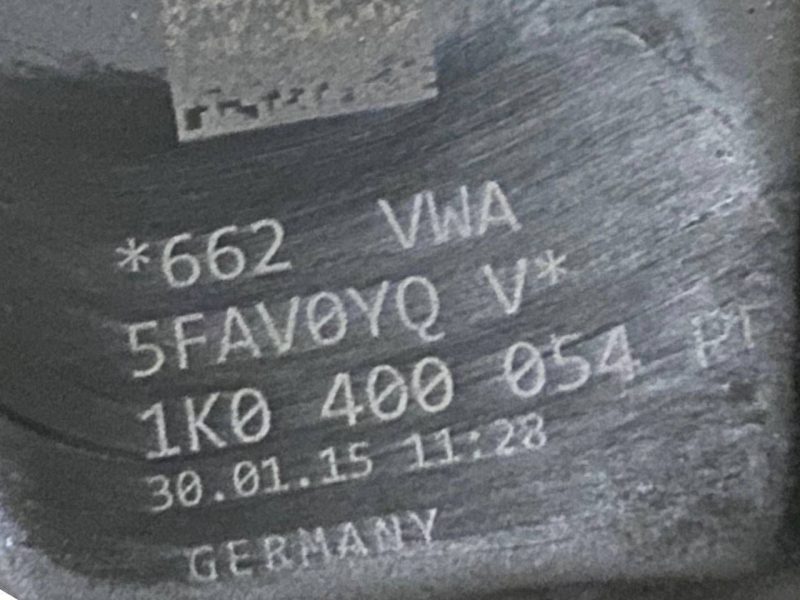 *662 VWA
5FAV0YQ V*
1K0 400 054
30.01.15 11:28
GERMANY